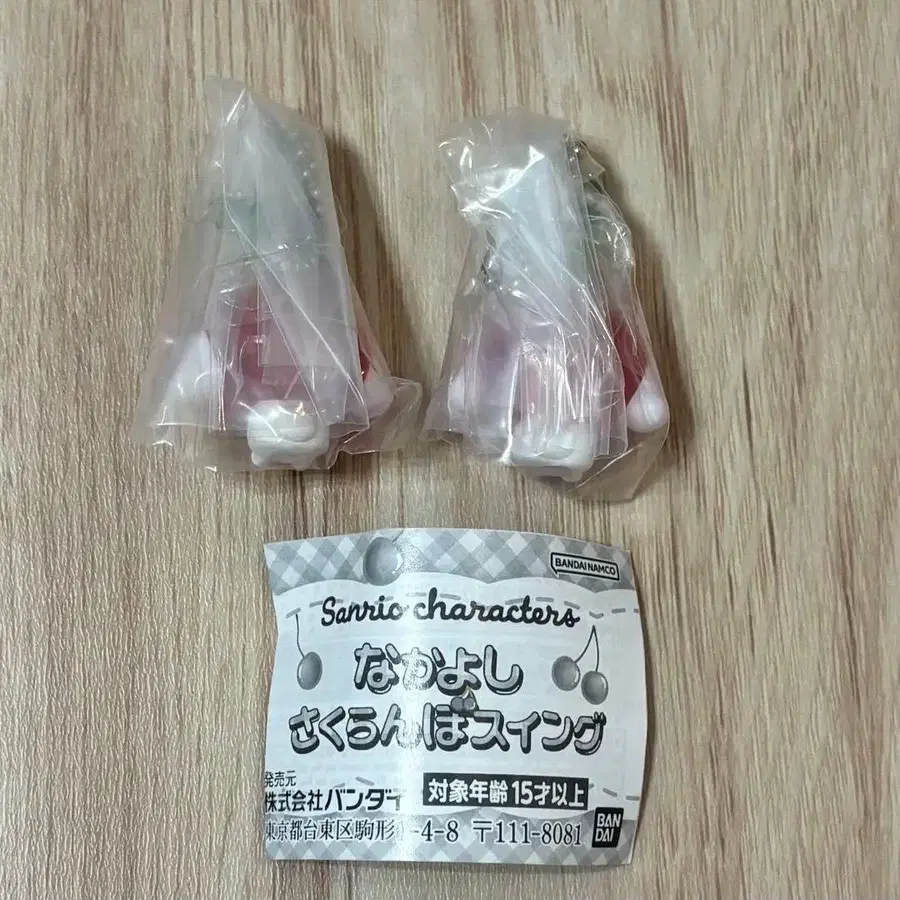 BANDAI NAMCO
Sanrio characters
なかよし
さくらんぼスイング
発売元
株式会社バンダイ 対象年齢 15才以上
東京都台東区駒形 -4-8 〒111-8081
BAN
DAI